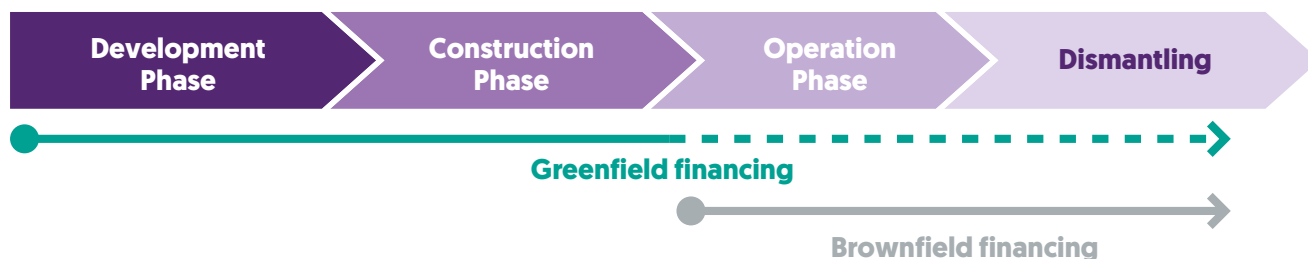 Development
Phase
Construction
Phase
Operation
Phase
Dismantling
Greenfield financing
Brownfield financing